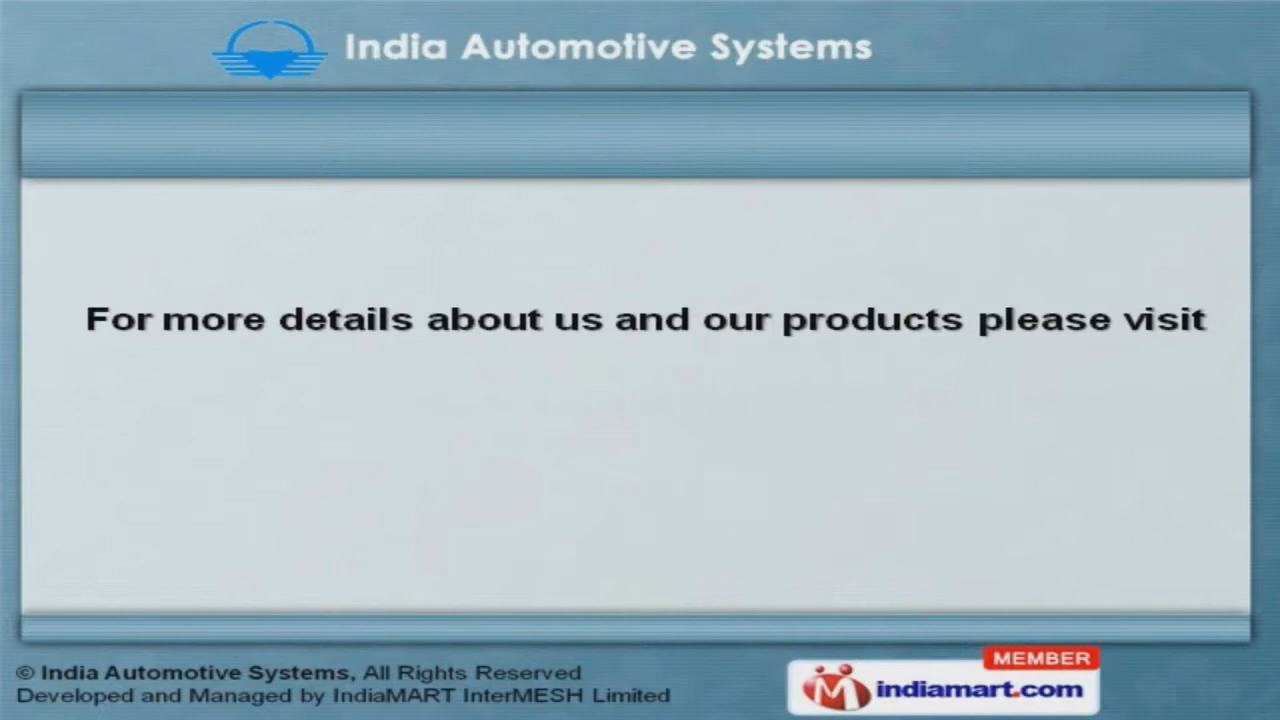 India Automotive Systems
For more details about us and our products please visit
© India Automotive Systems, All Rights Reserved
Developed and Managed by IndiaMART InterMESH Limited
MEMBER
indiamart.com